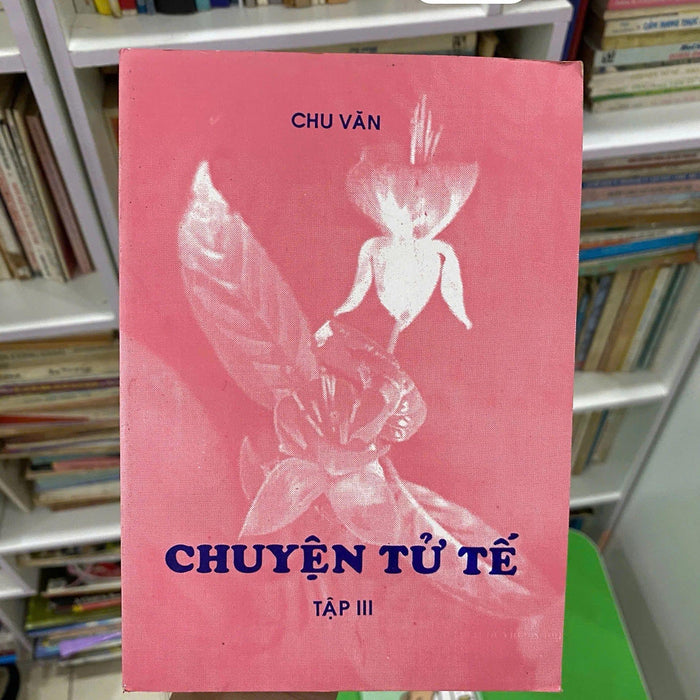 CHU VĂN
CHUYỆN TỬ TẾ
TẬP III